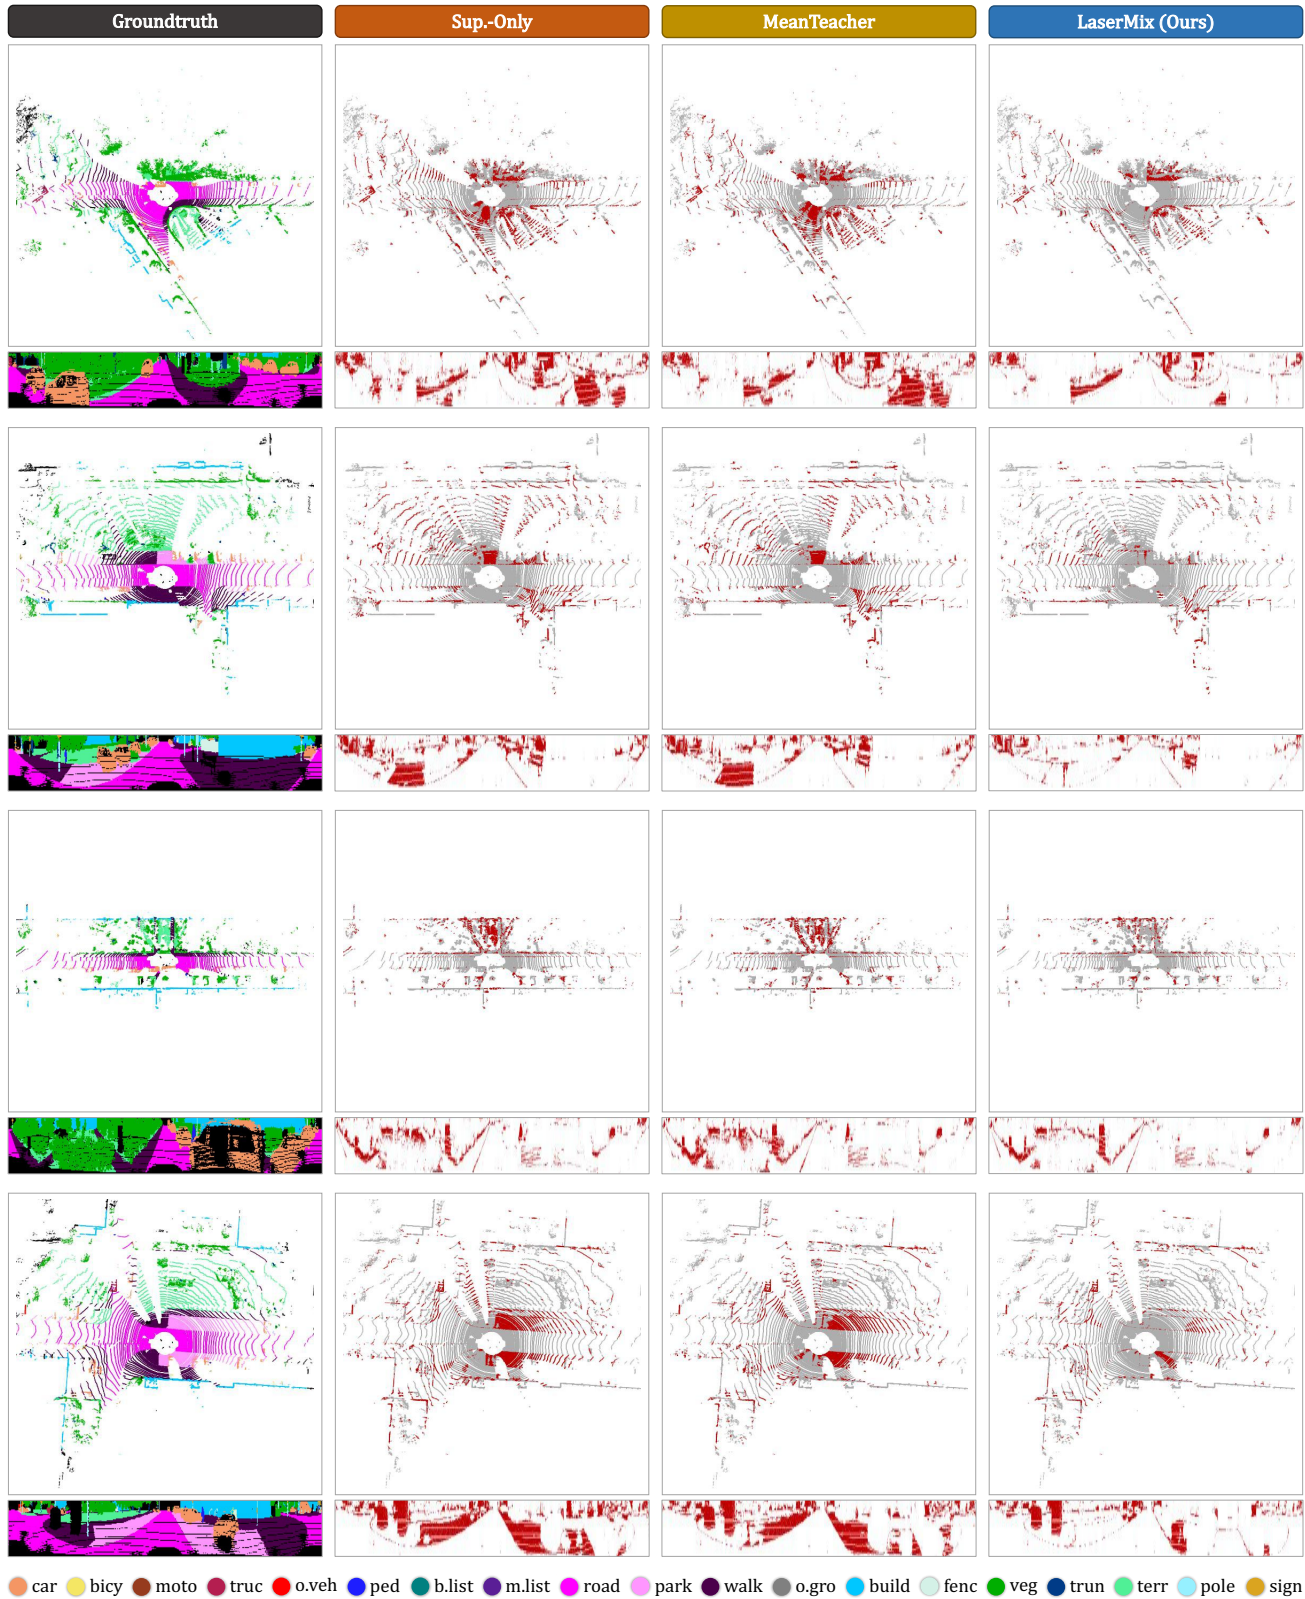 Groundtruth Sup.-Only MeanTeacher LaserMix (Ours)
car bicy moto truc o.veh ped b.list m.list road park walk o.gro build fenc veg trun terr pole sign